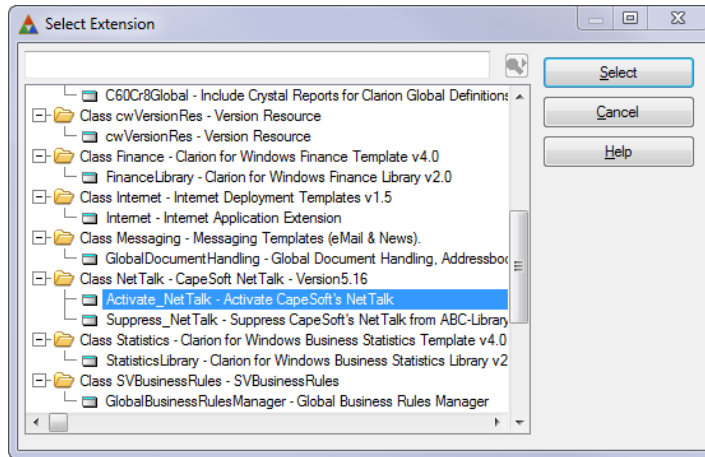 Select Extension
C60Cr8Global - Include Crystal Reports for Clarion Global Definitions
Class cwVersionRes - Version Resource
cwVersionRes - Version Resource
Class Finance - Clarion for Windows Finance Template v4.0
FinanceLibrary - Clarion for Windows Finance Library v2.0
Class Internet - Internet Deployment Templates v1.5
Internet - Internet Application Extension
Class Messaging - Messaging Templates (eMail & News).
GlobalDocumentHandling - Global Document Handling, Addressboo
Class NetTalk - CapeSoft NetTalk - Version5.16
Activate_NetTalk - Activate CapeSoft's NetTalk
Suppress_NetTalk - Suppress CapeSoft's NetTalk from ABC-Library
Class Statistics - Clarion for Windows Business Statistics Template v4.0
StatisticsLibrary - Clarion for Windows Business Statistics Library v2
Class SVBusinessRules - SVBusinessRules
GlobalBusinessRulesManager - Global Business Rules Manager
Select
Cancel
Help